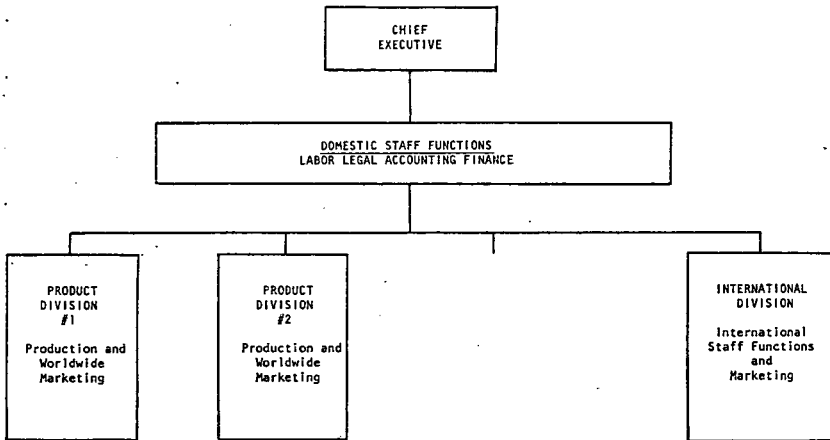 CHIEF
EXECUTIVE
DOMESTIC STAFF FUNCTIONS
LABOR LEGAL ACCOUNTING FINANCE
PRODUCT
DIVISION
#1
Production and
Worldwide
Marketing
PRODUCT
DIVISION
#2
Production and
Worldwide
Marketing
INTERNATIONAL
DIVISION
International
Staff Functions
and
Marketing